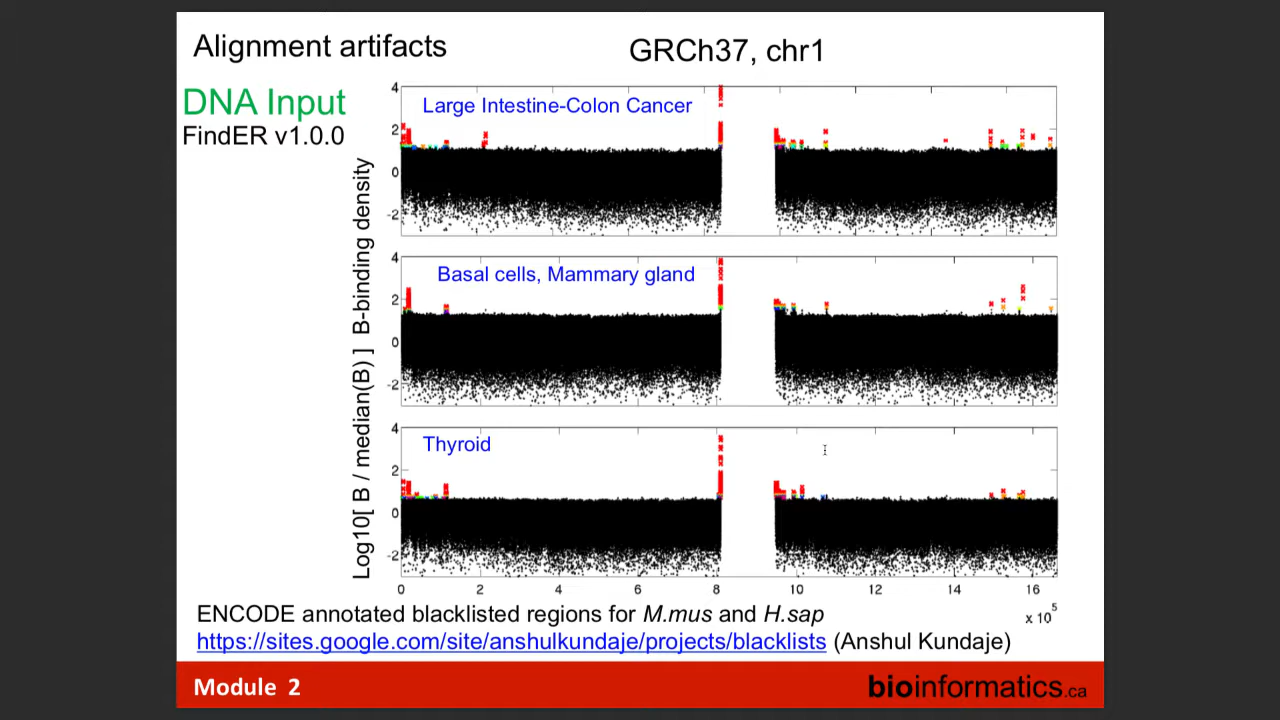 Alignment artifacts
GRCh37, chr1
DNA Input
FindER v1.0.0
Log10[ B / median(B) ] B-binding density
4
Large Intestine-Colon Cancer
2
0
-2
4
Basal cells, Mammary gland
2
0
-2
4
Thyroid
2
0
-2
0 2 4 6 8 10 12 14 16
x 10^5
ENCODE annotated blacklisted regions for M.mus and H.sap
https://sites.google.com/site/anshulkundaje/projects/blacklists (Anshul Kundaje)
Module 2
bioinformatics.ca